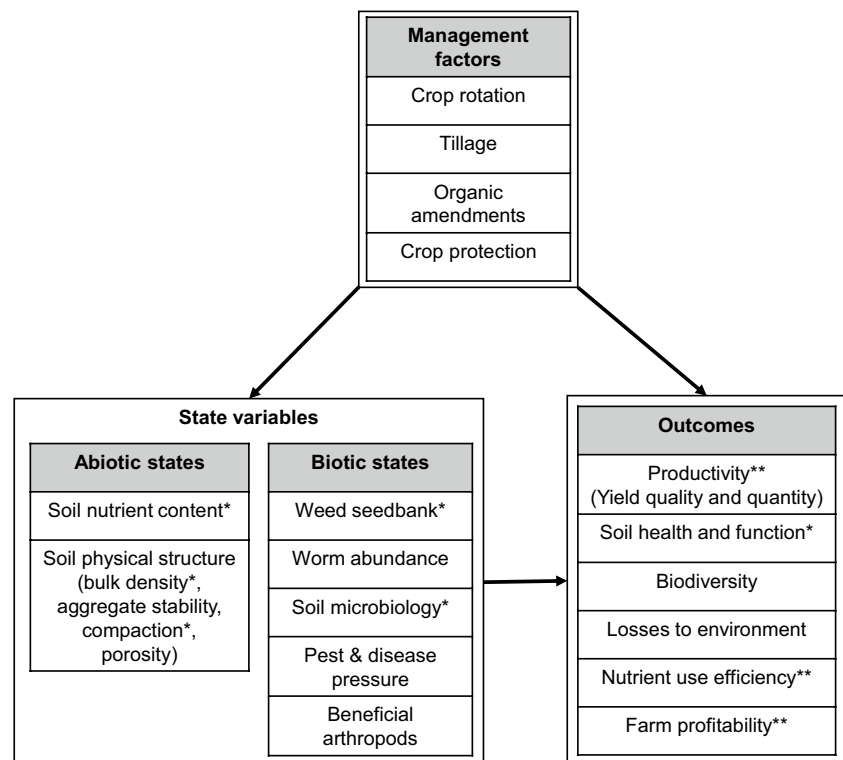 Management
factors
Crop rotation
Tillage
Organic
amendments
Crop protection
State variables
Abiotic states
Soil nutrient content*
Soil physical structure
(bulk density*,
aggregate stability,
compaction*,
porosity)
Biotic states
Weed seedbank*
Worm abundance
Soil microbiology*
Pest & disease
pressure
Beneficial
arthropods
Outcomes
Productivity**
(Yield quality and quantity)
Soil health and function*
Biodiversity
Losses to environment
Nutrient use efficiency**
Farm profitability**